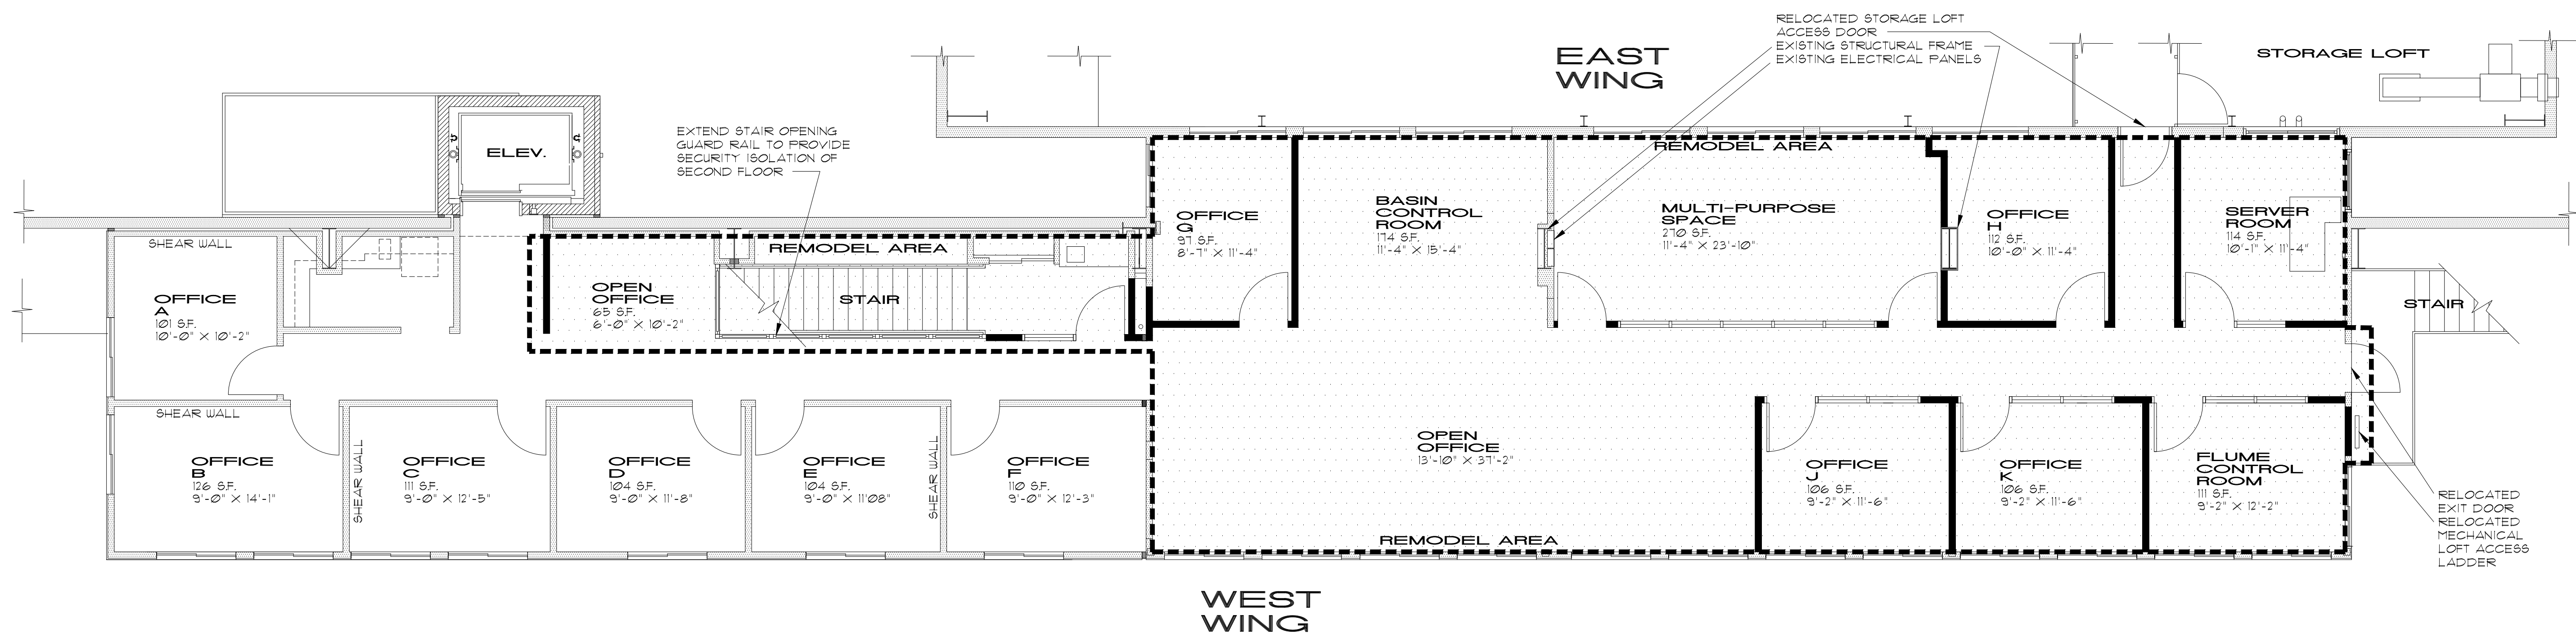 RELOCATED STORAGE LOFT
ACCESS DOOR
EXISTING STRUCTURAL FRAME
EXISTING ELECTRICAL PANELS
EAST
WING
STORAGE LOFT
EXTEND STAIR OPENING
GUARD RAIL TO PROVIDE
SECURITY ISOLATION OF
SECOND FLOOR
ELEV.
REMODEL AREA
SHEAR WALL
REMODEL AREA
OFFICE
A
101 S.F.
10'-0" X 10'-2"
OPEN
OFFICE
65 S.F.
6'-0" X 10'-2"
STAIR
OFFICE
G
97 S.F.
8'-7" X 11'-4"
BASIN
CONTROL
ROOM
174 S.F.
11'-4" X 15'-4"
MULTI-PURPOSE
SPACE
270 S.F.
11'-4" X 23'-10"
OFFICE
H
112 S.F.
10'-0" X 11'-4"
SERVER
ROOM
114 S.F.
10'-1" X 11'-4"
STAIR
SHEAR WALL
OFFICE
B
126 S.F.
9'-0" X 14'-1"
SHEAR WALL
OFFICE
C
111 S.F.
9'-0" X 12'-5"
OFFICE
D
104 S.F.
9'-0" X 11'-8"
OFFICE
E
104 S.F.
9'-0" X 11'08"
SHEAR WALL
OFFICE
F
110 S.F.
9'-0" X 12'-3"
OPEN
OFFICE
13'-10" X 37'-2"
OFFICE
J
106 S.F.
9'-2" X 11'-6"
OFFICE
K
106 S.F.
9'-2" X 11'-6"
FLUME
CONTROL
ROOM
111 S.F.
9'-2" X 12'-2"
RELOCATED
EXIT DOOR
RELOCATED
MECHANICAL
LOFT ACCESS
LADDER
REMODEL AREA
WEST
WING